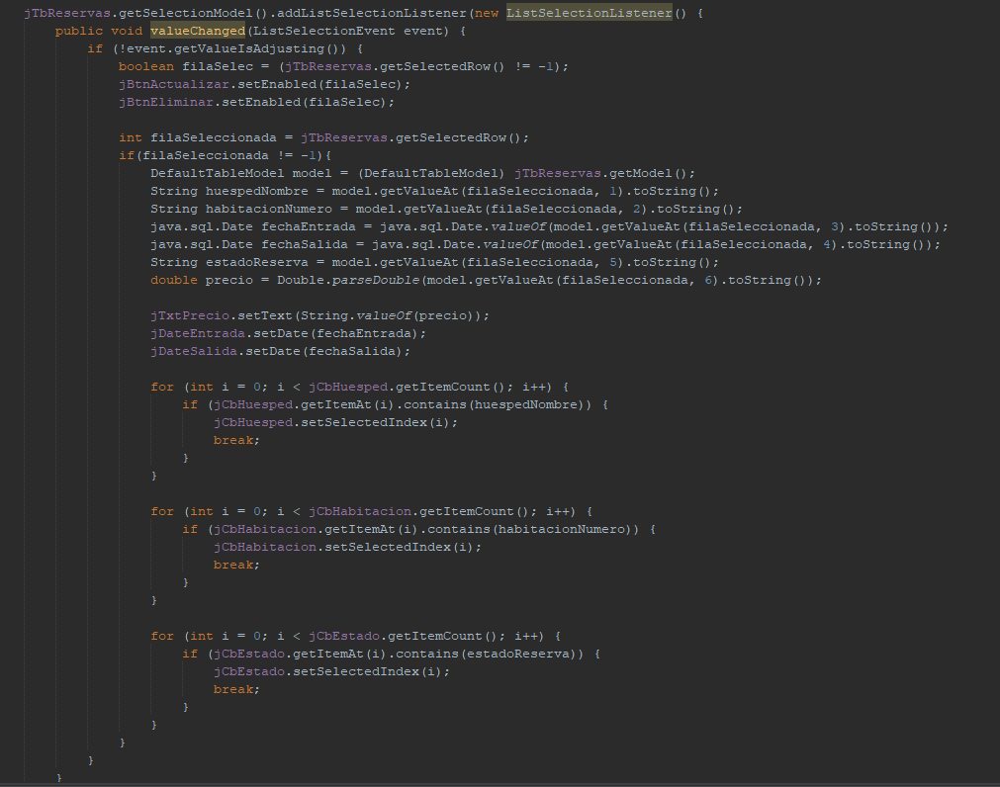 jTbReservas.getSelectionModel().addListSelectionListener(new ListSelectionListener() {
public void valueChanged(ListSelectionEvent event) {
if (!event.getValueIsAdjusting()) {
boolean filaSelec = (jTbReservas.getSelectedRow() != -1);
jBtnActualizar.setEnabled(filaSelec);
jBtnEliminar.setEnabled(filaSelec);
int filaSeleccionada = jTbReservas.getSelectedRow();
if(filaSeleccionada != -1){
DefaultTableModel model = (DefaultTableModel) jTbReservas.getModel();
String huespedNombre = model.getValueAt(filaSeleccionada, 1).toString();
String habitacionNumero = model.getValueAt(filaSeleccionada, 2).toString();
java.sql.Date fechaEntrada = java.sql.Date.valueOf(model.getValueAt(filaSeleccionada, 3).toString());
java.sql.Date fechaSalida = java.sql.Date.valueOf(model.getValueAt(filaSeleccionada, 4).toString());
String estadoReserva = model.getValueAt(filaSeleccionada, 5).toString();
double precio = Double.parseDouble(model.getValueAt(filaSeleccionada, 6).toString());
jTxtPrecio.setText(String.valueOf(precio));
jDateEntrada.setDate(fechaEntrada);
jDateSalida.setDate(fechaSalida);
for (int i = 0; i < jCbHuesped.getItemCount(); i++) {
if (jCbHuesped.getItemAt(i).contains(huespedNombre)) {
jCbHuesped.setSelectedIndex(i);
break;
}
}
for (int i = 0; i < jCbHabitacion.getItemCount(); i++) {
if (jCbHabitacion.getItemAt(i).contains(habitacionNumero)) {
jCbHabitacion.setSelectedIndex(i);
break;
}
}
for (int i = 0; i < jCbEstado.getItemCount(); i++) {
if (jCbEstado.getItemAt(i).contains(estadoReserva)) {
jCbEstado.setSelectedIndex(i);
break;
}
}
}
}
}